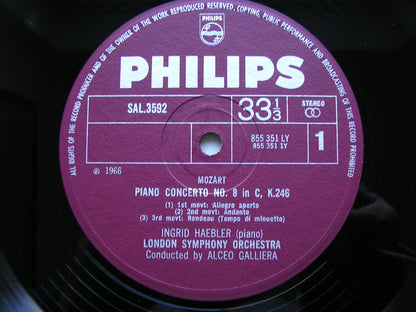 ALL RIGHTS OF THE RECORD PRODUCER AND OF THE OWNER OF THE WORK REPRODUCED RESERVED. COPYING, PUBLIC PERFORMANCE AND BROADCASTING OF THIS RECORD PROHIBITED
PHILIPS
PHILIPS
SAL.3592
33 1/3
STEREO
855 351 LY
855 351 1Y
1
℗ 1966
MOZART
PIANO CONCERTO NO. 8 in C, K.246
(1) 1st movt: Allegro aperto
(2) 2nd movt: Andante
(3) 3rd movt: Rondeau (Tempo di minuetto)
INGRID HAEBLER (piano)
LONDON SYMPHONY ORCHESTRA
Conducted by ALCEO GALLIERA